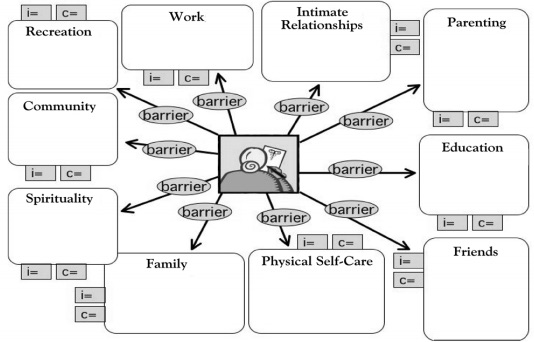 i= c=
Recreation
Work
i= c=
Intimate
Relationships
i=
c=
Parenting
i= c=
Community
i= c=
Education
i= c=
Spirituality
i= c=
Family
i=
c=
Physical Self-Care
i= c=
Friends
i=
c=
barrier
barrier
barrier
barrier
barrier
barrier
barrier
barrier
barrier
barrier